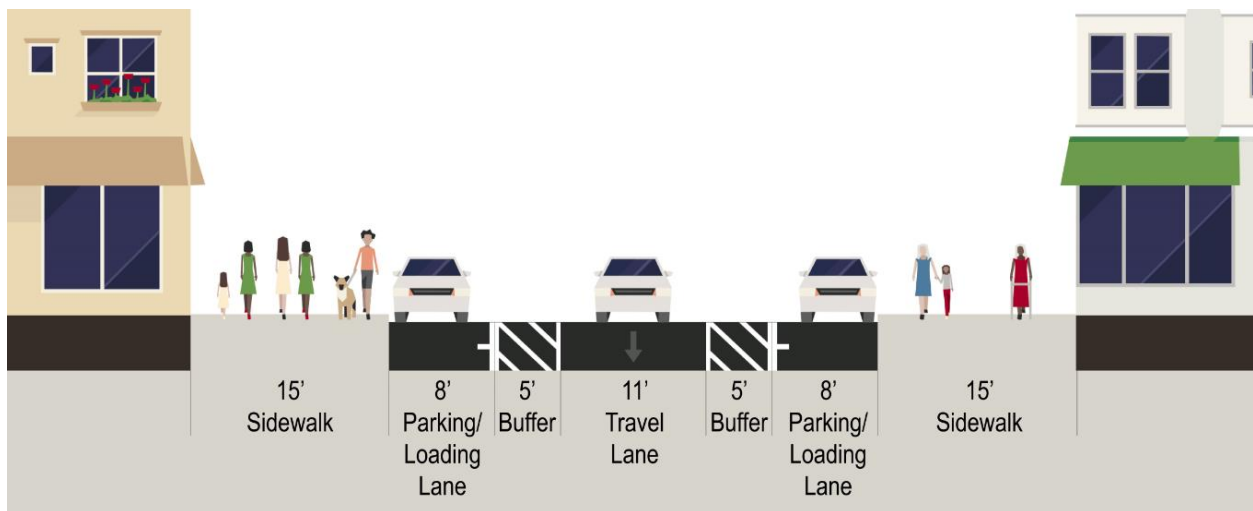 15’
Sidewalk
8’
Parking/
Loading
Lane
5’
Buffer
11’
Travel
Lane
5’
Buffer
8’
Parking/
Loading
Lane
15’
Sidewalk